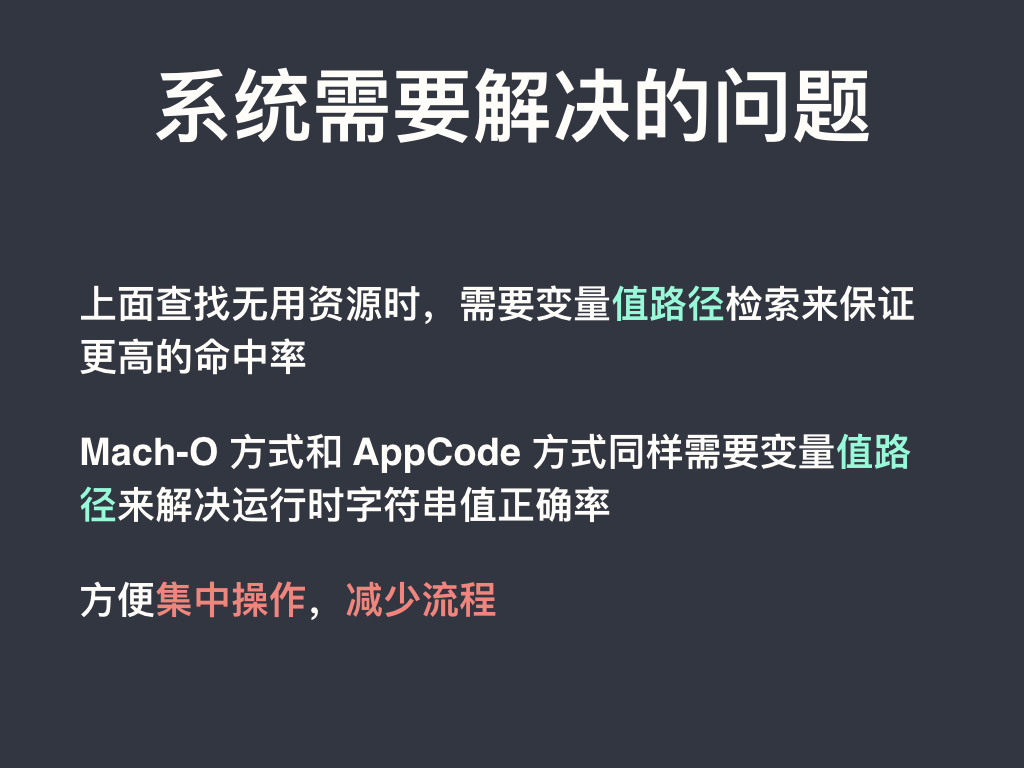 系统需要解决的问题
上面查找无用资源时，需要变量值路径检索来保证
更高的命中率
Mach-O 方式和 AppCode 方式同样需要变量值路
径来解决运行时字符串值正确率
方便集中操作，减少流程